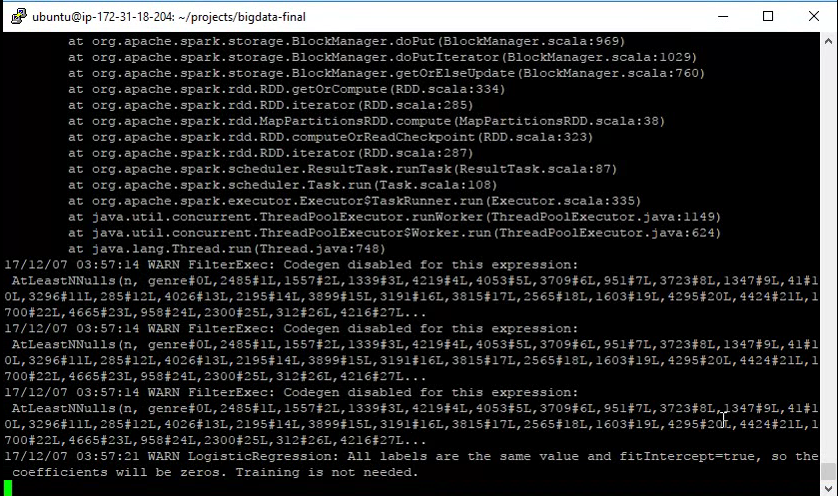 ubuntu@ip-172-31-18-204: ~/projects/bigdata-final
at org.apache.spark.storage.BlockManager.doPut(BlockManager.scala:969)
at org.apache.spark.storage.BlockManager.doPutIterator(BlockManager.scala:1029)
at org.apache.spark.storage.BlockManager.getOrElseUpdate(BlockManager.scala:760)
at org.apache.spark.rdd.RDD.getOrCompute(RDD.scala:334)
at org.apache.spark.rdd.RDD.iterator(RDD.scala:285)
at org.apache.spark.rdd.MapPartitionsRDD.compute(MapPartitionsRDD.scala:38)
at org.apache.spark.rdd.RDD.computeOrReadCheckpoint(RDD.scala:323)
at org.apache.spark.rdd.RDD.iterator(RDD.scala:287)
at org.apache.spark.scheduler.ResultTask.runTask(ResultTask.scala:87)
at org.apache.spark.scheduler.Task.run(Task.scala:108)
at org.apache.spark.executor.Executor$TaskRunner.run(Executor.scala:335)
at java.util.concurrent.ThreadPoolExecutor.runWorker(ThreadPoolExecutor.java:1149)
at java.util.concurrent.ThreadPoolExecutor$Worker.run(ThreadPoolExecutor.java:624)
at java.lang.Thread.run(Thread.java:748)
17/12/07 03:57:14 WARN FilterExec: Codegen disabled for this expression:
AtLeastNNulls(n, genre#0L,2485#1L,1557#2L,1339#3L,4219#4L,4053#5L,3709#6L,951#7L,3723#8L,1347#9L,41#1
0L,3296#11L,285#12L,4026#13L,2195#14L,3899#15L,3191#16L,3815#17L,2565#18L,1603#19L,4295#20L,4424#21L,1
700#22L,4665#23L,958#24L,2300#25L,312#26L,4216#27L...
17/12/07 03:57:14 WARN FilterExec: Codegen disabled for this expression:
AtLeastNNulls(n, genre#0L,2485#1L,1557#2L,1339#3L,4219#4L,4053#5L,3709#6L,951#7L,3723#8L,1347#9L,41#1
0L,3296#11L,285#12L,4026#13L,2195#14L,3899#15L,3191#16L,3815#17L,2565#18L,1603#19L,4295#20L,4424#21L,1
700#22L,4665#23L,958#24L,2300#25L,312#26L,4216#27L...
17/12/07 03:57:14 WARN FilterExec: Codegen disabled for this expression:
AtLeastNNulls(n, genre#0L,2485#1L,1557#2L,1339#3L,4219#4L,4053#5L,3709#6L,951#7L,3723#8L,1347#9L,41#1
0L,3296#11L,285#12L,4026#13L,2195#14L,3899#15L,3191#16L,3815#17L,2565#18L,1603#19L,4295#20L,4424#21L,1
700#22L,4665#23L,958#24L,2300#25L,312#26L,4216#27L...
17/12/07 03:57:21 WARN LogisticRegression: All labels are the same value and fitIntercept=true, so the
coefficients will be zeros. Training is not needed.